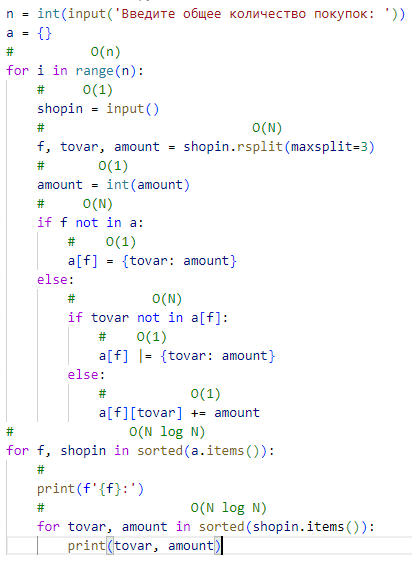 n = int(input('Введите общее количество покупок: '))
a = {}
#          O(n)
for i in range(n):
    #     O(1)
    shopin = input()
    #                           O(N)
    f, tovar, amount = shopin.rsplit(maxsplit=3)
    #       O(1)
    amount = int(amount)
    #     O(N)
    if f not in a:
        #    O(1)
        a[f] = {tovar: amount}
    else:
        #          O(N)
        if tovar not in a[f]:
            #    O(1)
            a[f] |= {tovar: amount}
        else:
            #           O(1)
            a[f][tovar] += amount
#               O(N log N)
for f, shopin in sorted(a.items()):
    #
    print(f'{f}:')
    #                   O(N log N)
    for tovar, amount in sorted(shopin.items()):
        print(tovar, amount)